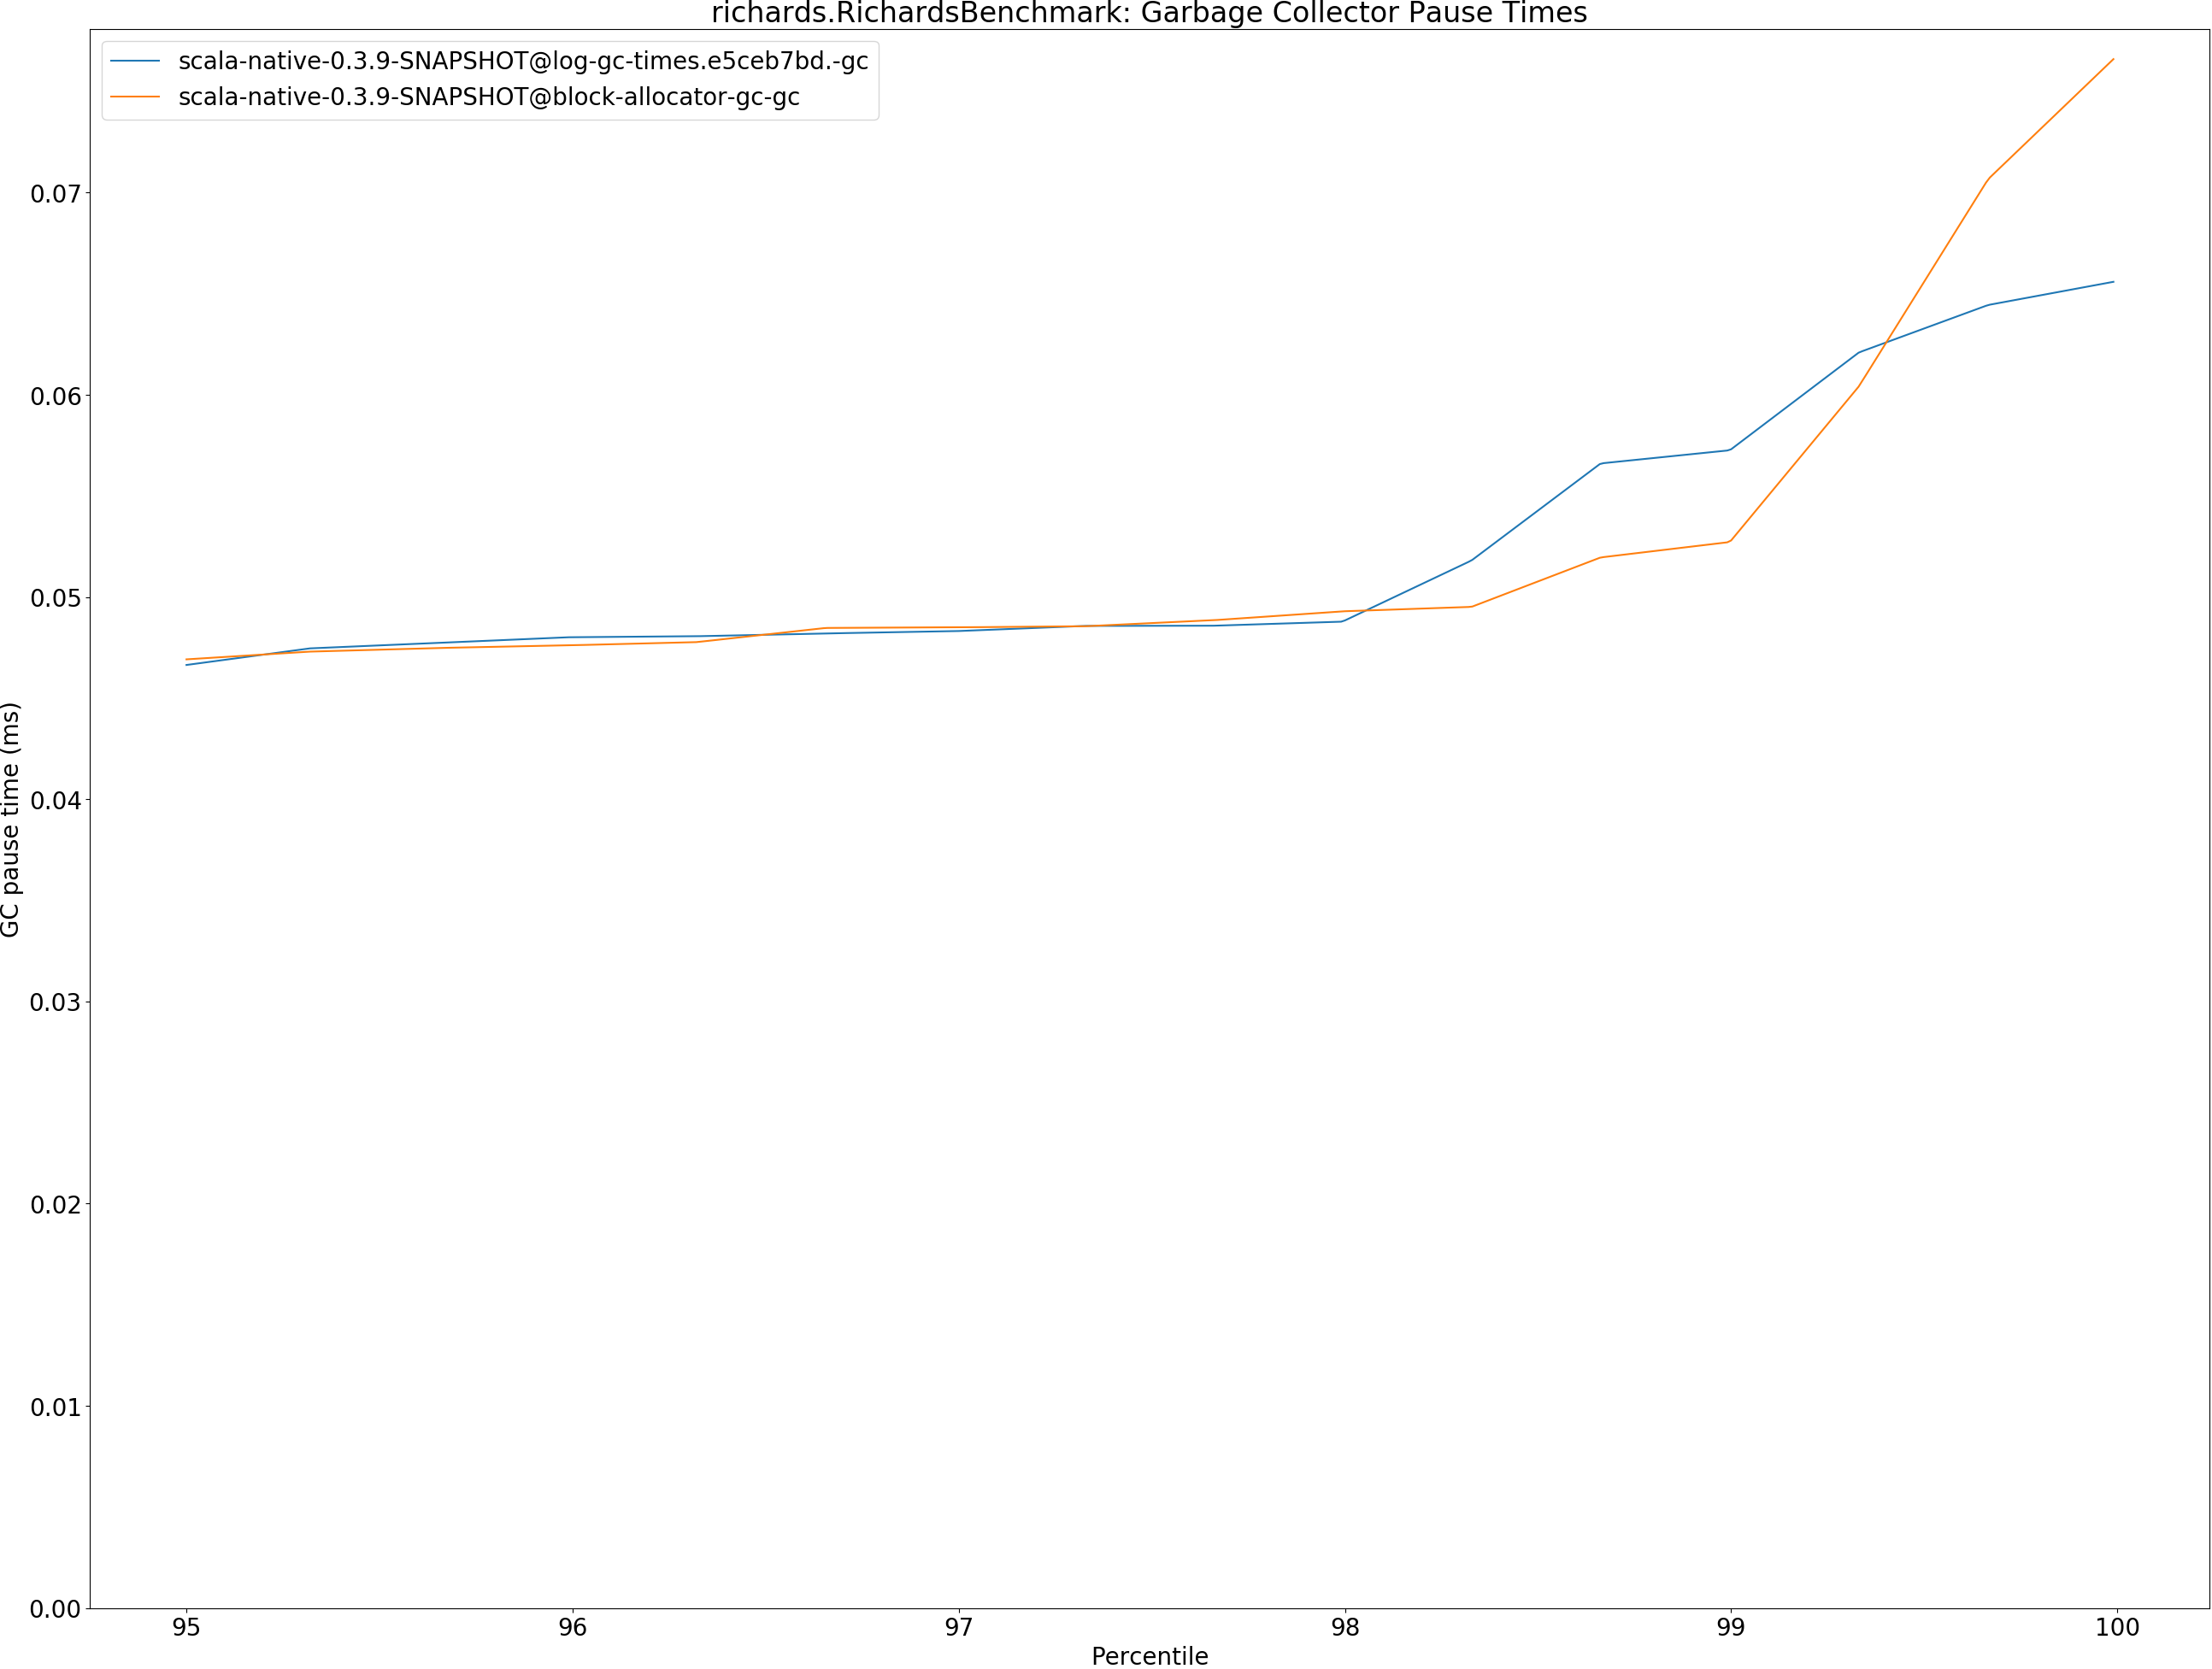 richards.RichardsBenchmark: Garbage Collector Pause Times
scala-native-0.3.9-SNAPSHOT@log-gc-times.e5ceb7bd.-gc
scala-native-0.3.9-SNAPSHOT@block-allocator-gc-gc
0.07
0.06
0.05
0.04
0.03
0.02
0.01
0.00
GC pause time (ms)
95 96 97 98 99 100
Percentile